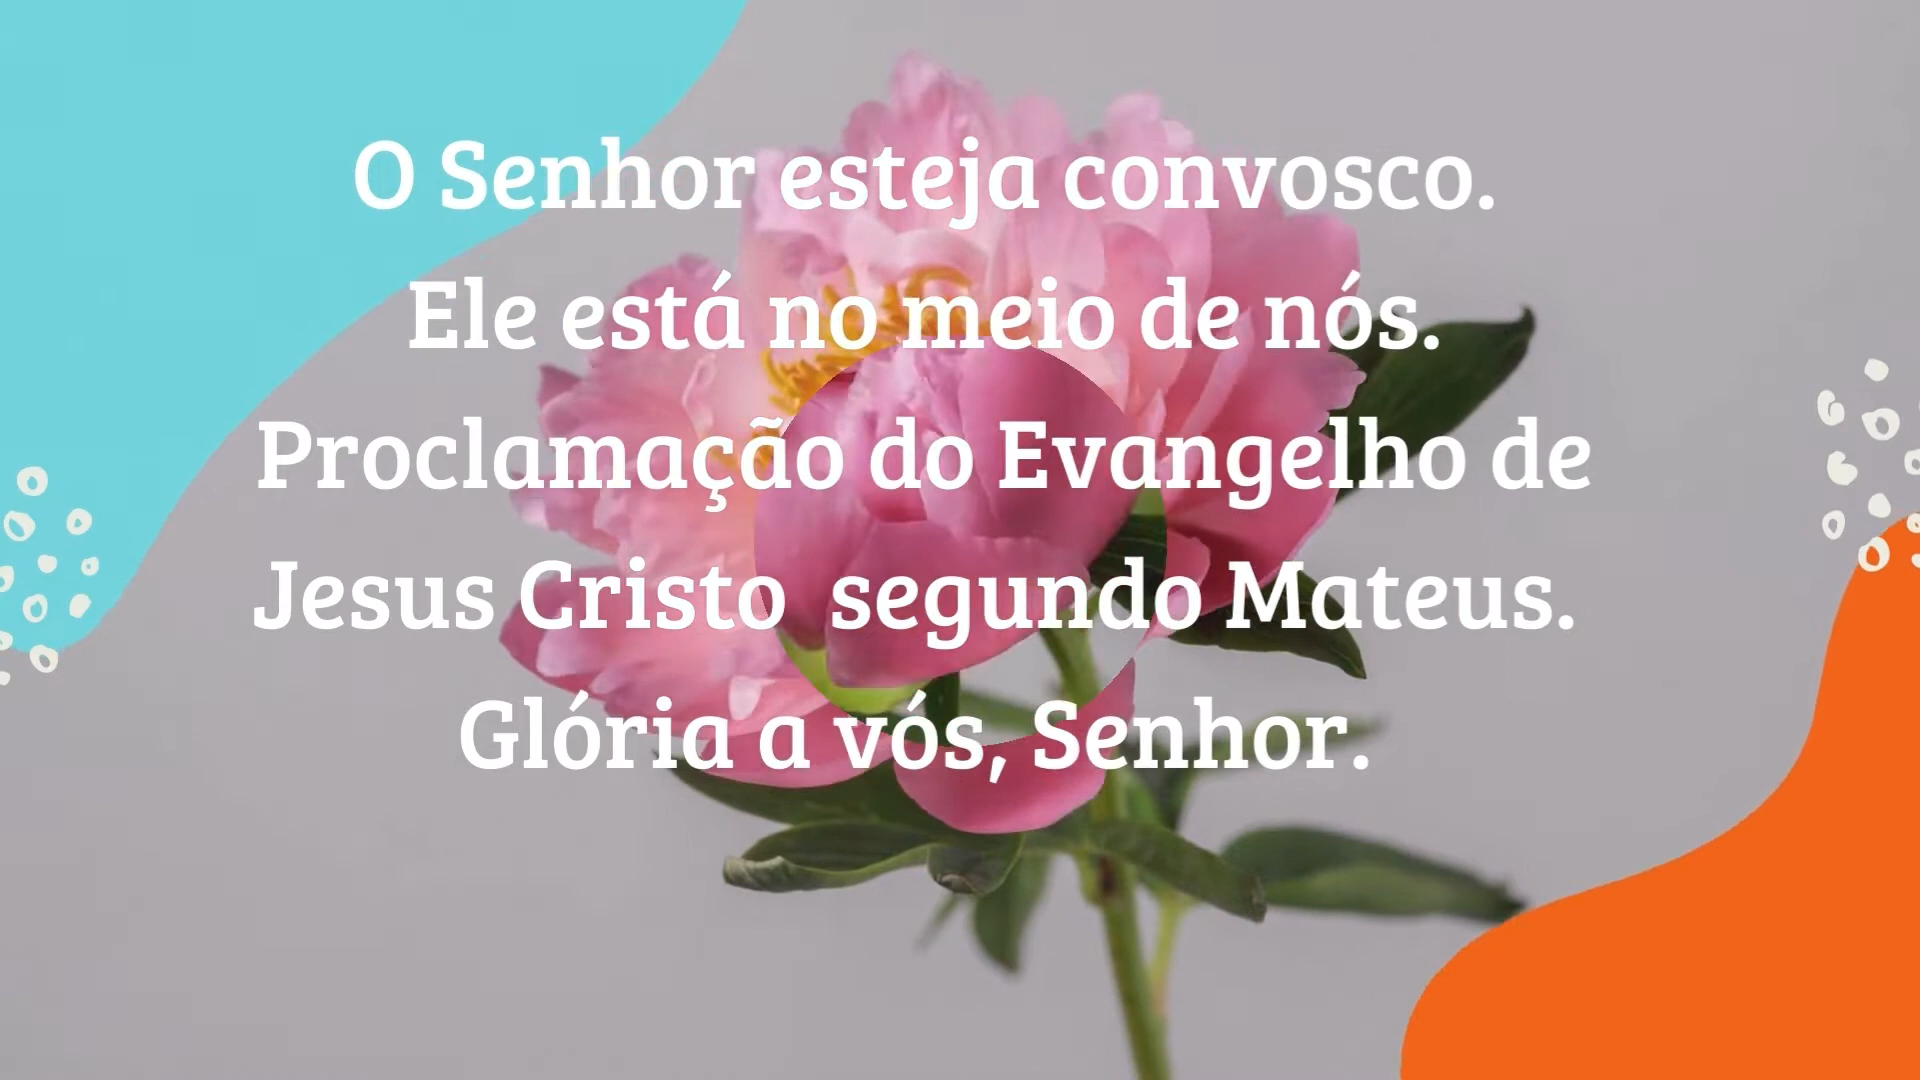 O Senhor esteja convosco.
Ele está no meio de nós.
Proclamação do Evangelho de
Jesus Cristo  segundo Mateus.
Glória a vós, Senhor.